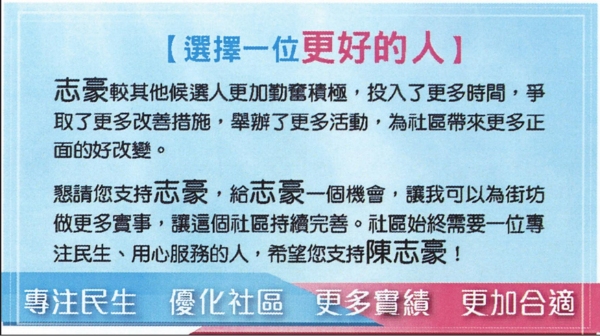 【選擇一位更好的人】
志豪較其他候選人更加勤奮積極，投入了更多時間，爭
取了更多改善措施，舉辦了更多活動，為社區帶來更多正
面的好改變。
懇請您支持志豪，給志豪一個機會，讓我可以為街坊
做更多實事，讓這個社區持續完善。社區始終需要一位專
注民生、用心服務的人，希望您支持陳志豪！
專注民生　優化社區　更多實績　更加合適